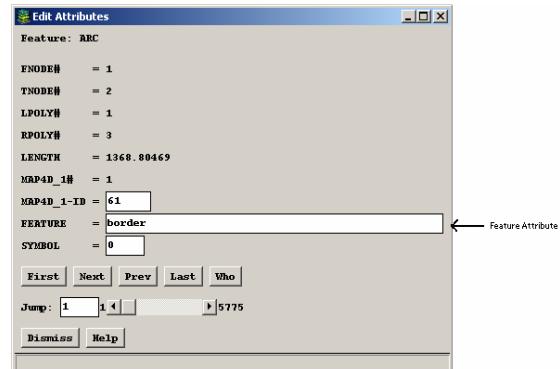 Edit Attributes
Feature: ARC
FNODE# = 1
TNODE# = 2
LPOLY# = 1
RPOLY# = 3
LENGTH = 1368.80469
MAP4D_1# = 1
MAP4D_1-ID = 61
FEATURE = border
Feature Attribute
SYMBOL = 0
First Next Prev Last Who
Jump: 1 1 5775
Dismiss Help